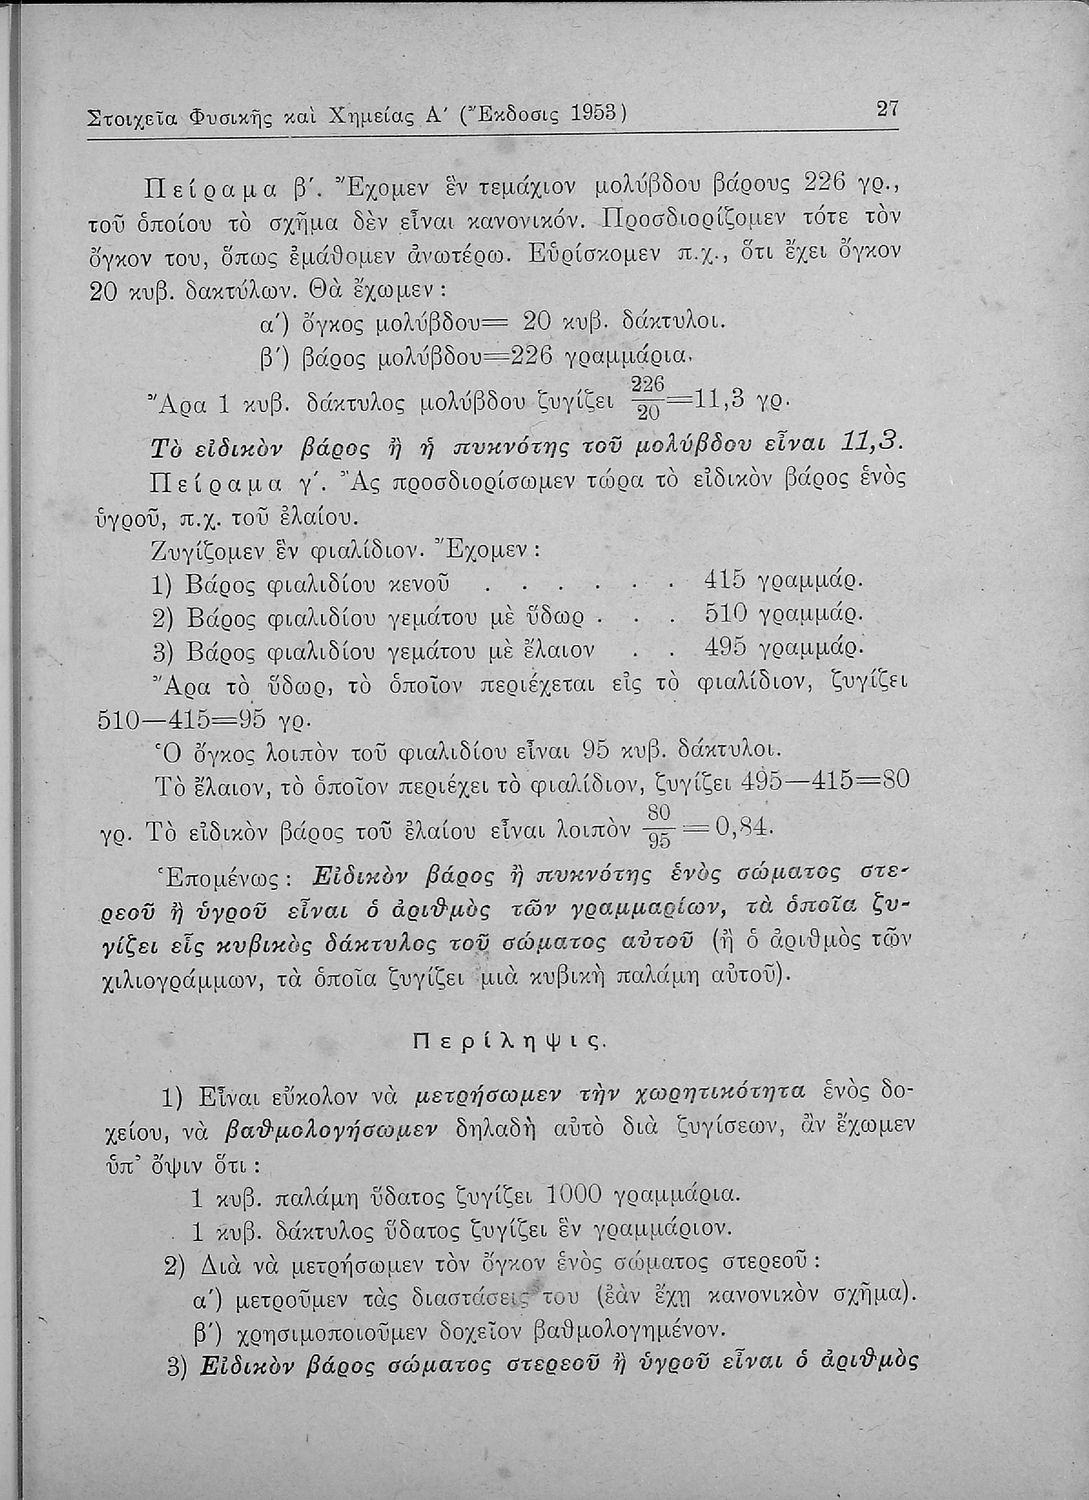 Στοιχεῖα Φυσικῆς καὶ Χημείας Α΄ (Ἔκδοσις 1953) 27
Πείραμα β΄. Ἔχομεν ἓν τεμάχιον μολύβδου βάρους 226 γρ.,
τοῦ ὁποίου τὸ σχῆμα δὲν εἶναι κανονικόν. Προσδιορίζομεν τότε τὸν
ὄγκον του, ὅπως ἐμάθομεν ἀνωτέρω. Εὑρίσκομεν π.χ., ὅτι ἔχει ὄγκον
20 κυβ. δακτύλων. Θὰ ἔχωμεν :
α΄) ὄγκος μολύβδου= 20 κυβ. δάκτυλοι.
β΄) βάρος μολύβδου=226 γραμμάρια.
Ἄρα 1 κυβ. δάκτυλος μολύβδου ζυγίζει 226/20=11,3 γρ.
Τὸ εἰδικὸν βάρος ἢ ἡ πυκνότης τοῦ μολύβδου εἶναι 11,3.
Πείραμα γ΄. Ἂς προσδιορίσωμεν τώρα τὸ εἰδικὸν βάρος ἑνὸς
ὑγροῦ, π.χ. τοῦ ἐλαίου.
Ζυγίζομεν ἓν φιαλίδιον. Ἔχομεν :
1) Βάρος φιαλιδίου κενοῦ . . . . . . 415 γραμμάρ.
2) Βάρος φιαλιδίου γεμάτου μὲ ὕδωρ . . . 510 γραμμάρ.
3) Βάρος φιαλιδίου γεμάτου μὲ ἔλαιον . . 495 γραμμάρ.
Ἄρα τὸ ὕδωρ, τὸ ὁποῖον περιέχεται εἰς τὸ φιαλίδιον, ζυγίζει
510—415=95 γρ.
Ὁ ὄγκος λοιπὸν τοῦ φιαλιδίου εἶναι 95 κυβ. δάκτυλοι.
Τὸ ἔλαιον, τὸ ὁποῖον περιέχει τὸ φιαλίδιον, ζυγίζει 495—415=80
γρ. Τὸ εἰδικὸν βάρος τοῦ ἐλαίου εἶναι λοιπὸν 80/95 = 0,84.
Ἑπομένως : Εἰδικὸν βάρος ἢ πυκνότης ἑνὸς σώματος στε-
ρεοῦ ἢ ὑγροῦ εἶναι ὁ ἀριθμὸς τῶν γραμμαρίων, τὰ ὁποῖα ζυ-
γίζει εἷς κυβικὸς δάκτυλος τοῦ σώματος αὐτοῦ (ἢ ὁ ἀριθμὸς τῶν
χιλιογράμμων, τὰ ὁποῖα ζυγίζει μιὰ κυβικὴ παλάμη αὐτοῦ).
Περίληψις.
1) Εἶναι εὔκολον νὰ μετρήσωμεν τὴν χωρητικότητα ἑνὸς δο-
χείου, νὰ βαθμολογήσωμεν δηλαδὴ αὐτὸ διὰ ζυγίσεων, ἂν ἔχωμεν
ὑπ’ ὄψιν ὅτι :
1 κυβ. παλάμη ὕδατος ζυγίζει 1000 γραμμάρια.
1 κυβ. δάκτυλος ὕδατος ζυγίζει ἓν γραμμάριον.
2) Διὰ νὰ μετρήσωμεν τὸν ὄγκον ἑνὸς σώματος στερεοῦ :
α΄) μετροῦμεν τὰς διαστάσεις του (ἐὰν ἔχῃ κανονικὸν σχῆμα).
β΄) χρησιμοποιοῦμεν δοχεῖον βαθμολογημένον.
3) Εἰδικὸν βάρος σώματος στερεοῦ ἢ ὑγροῦ εἶναι ὁ ἀριθμὸς